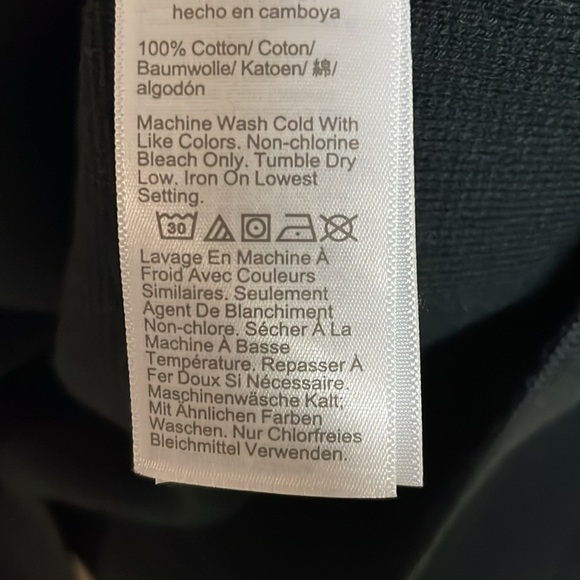 hecho en camboya
100% Cotton/ Coton/
Baumwolle/ Katoen/ 綿/
algodón
Machine Wash Cold With
Like Colors. Non-chlorine
Bleach Only. Tumble Dry
Low. Iron On Lowest
Setting.
30
Lavage En Machine À
Froid Avec Couleurs
Similaires. Seulement
Agent De Blanchiment
Non-chlore. Sécher À La
Machine À Basse
Température. Repasser À
Fer Doux Si Nécessaire.
Maschinenwäsche Kalt;
Mit Ähnlichen Farben
Waschen. Nur Chlorfreies
Bleichmittel Verwenden.